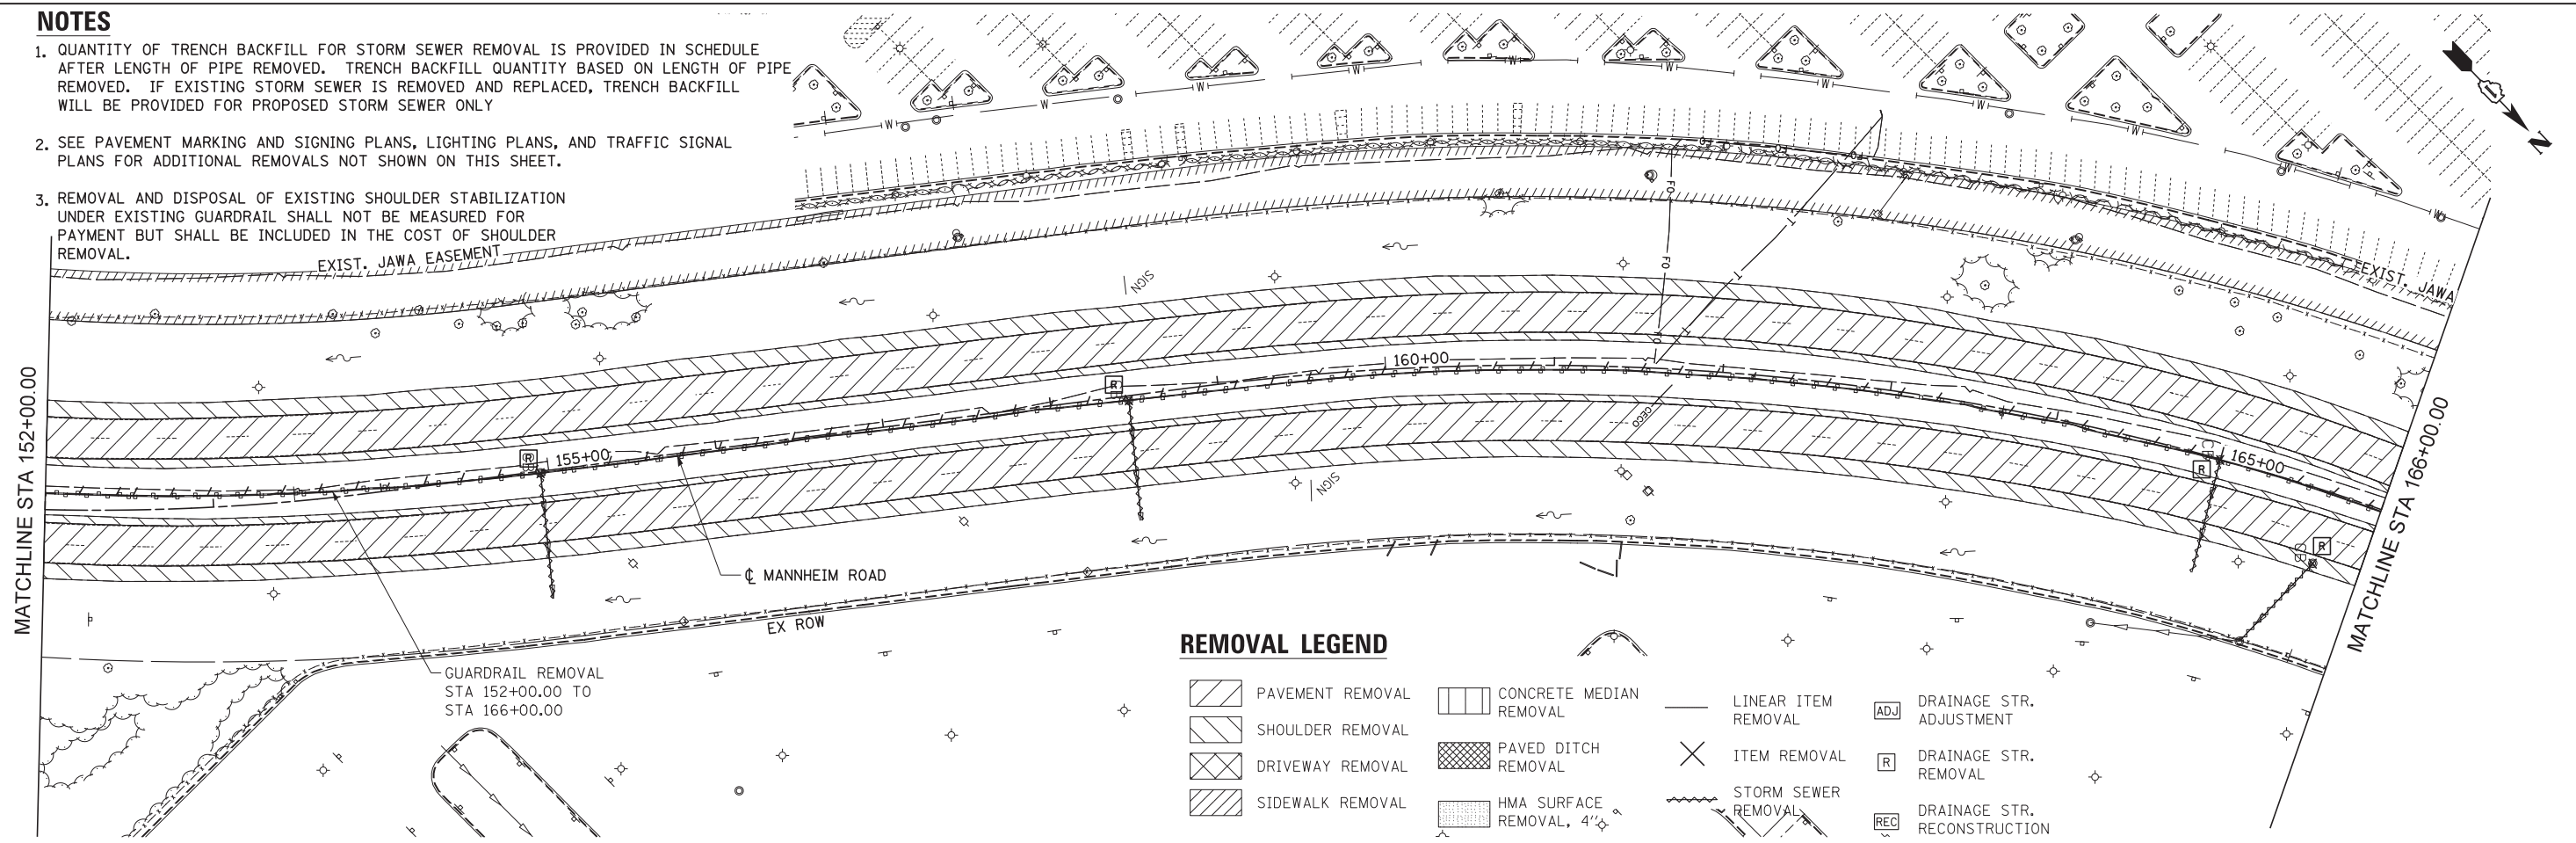 NOTES
1. QUANTITY OF TRENCH BACKFILL FOR STORM SEWER REMOVAL IS PROVIDED IN SCHEDULE
AFTER LENGTH OF PIPE REMOVED. TRENCH BACKFILL QUANTITY BASED ON LENGTH OF PIPE
REMOVED. IF EXISTING STORM SEWER IS REMOVED AND REPLACED, TRENCH BACKFILL
WILL BE PROVIDED FOR PROPOSED STORM SEWER ONLY
2. SEE PAVEMENT MARKING AND SIGNING PLANS, LIGHTING PLANS, AND TRAFFIC SIGNAL
PLANS FOR ADDITIONAL REMOVALS NOT SHOWN ON THIS SHEET.
3. REMOVAL AND DISPOSAL OF EXISTING SHOULDER STABILIZATION
UNDER EXISTING GUARDRAIL SHALL NOT BE MEASURED FOR
PAYMENT BUT SHALL BE INCLUDED IN THE COST OF SHOULDER
REMOVAL.
EXIST. JAWA EASEMENT
W
W
W
W
W
W
W
W
W
W
W
W
W
N
EXIST. JAWA
FO
FO
FO
FO
FO
FO
T
T
T
SIGN
SIGN
CECO
MATCHLINE STA 152+00.00
MATCHLINE STA 166+00.00
155+00
160+00
165+00
R
R
R
R
℄ MANNHEIM ROAD
EX ROW
GUARDRAIL REMOVAL
STA 152+00.00 TO
STA 166+00.00
REMOVAL LEGEND
PAVEMENT REMOVAL
SHOULDER REMOVAL
DRIVEWAY REMOVAL
SIDEWALK REMOVAL
CONCRETE MEDIAN
REMOVAL
PAVED DITCH
REMOVAL
HMA SURFACE
REMOVAL, 4"
LINEAR ITEM
REMOVAL
ITEM REMOVAL
STORM SEWER
REMOVAL
ADJ DRAINAGE STR.
ADJUSTMENT
R DRAINAGE STR.
REMOVAL
REC DRAINAGE STR.
RECONSTRUCTION